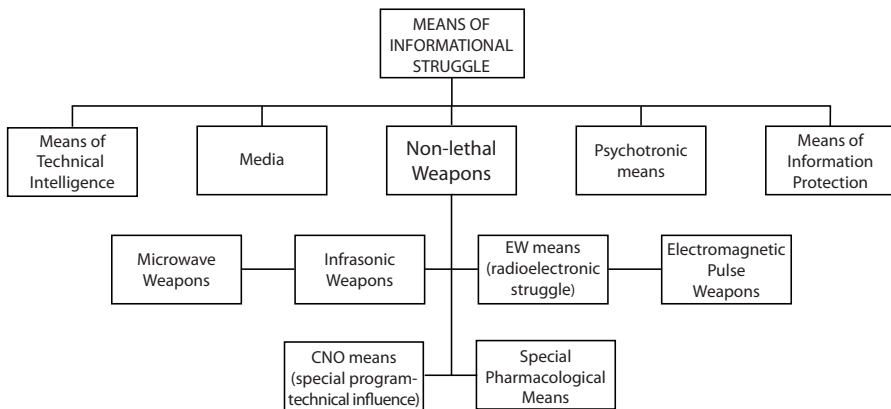 MEANS OF
INFORMATIONAL
STRUGGLE
Means of
Technical
Intelligence
Media
Non-lethal
Weapons
Psychotronic
means
Means of
Information
Protection
Microwave
Weapons
Infrasonic
Weapons
EW means
(radioelectronic
struggle)
Electromagnetic
Pulse
Weapons
CNO means
(special program-
technical influence)
Special
Pharmacological
Means